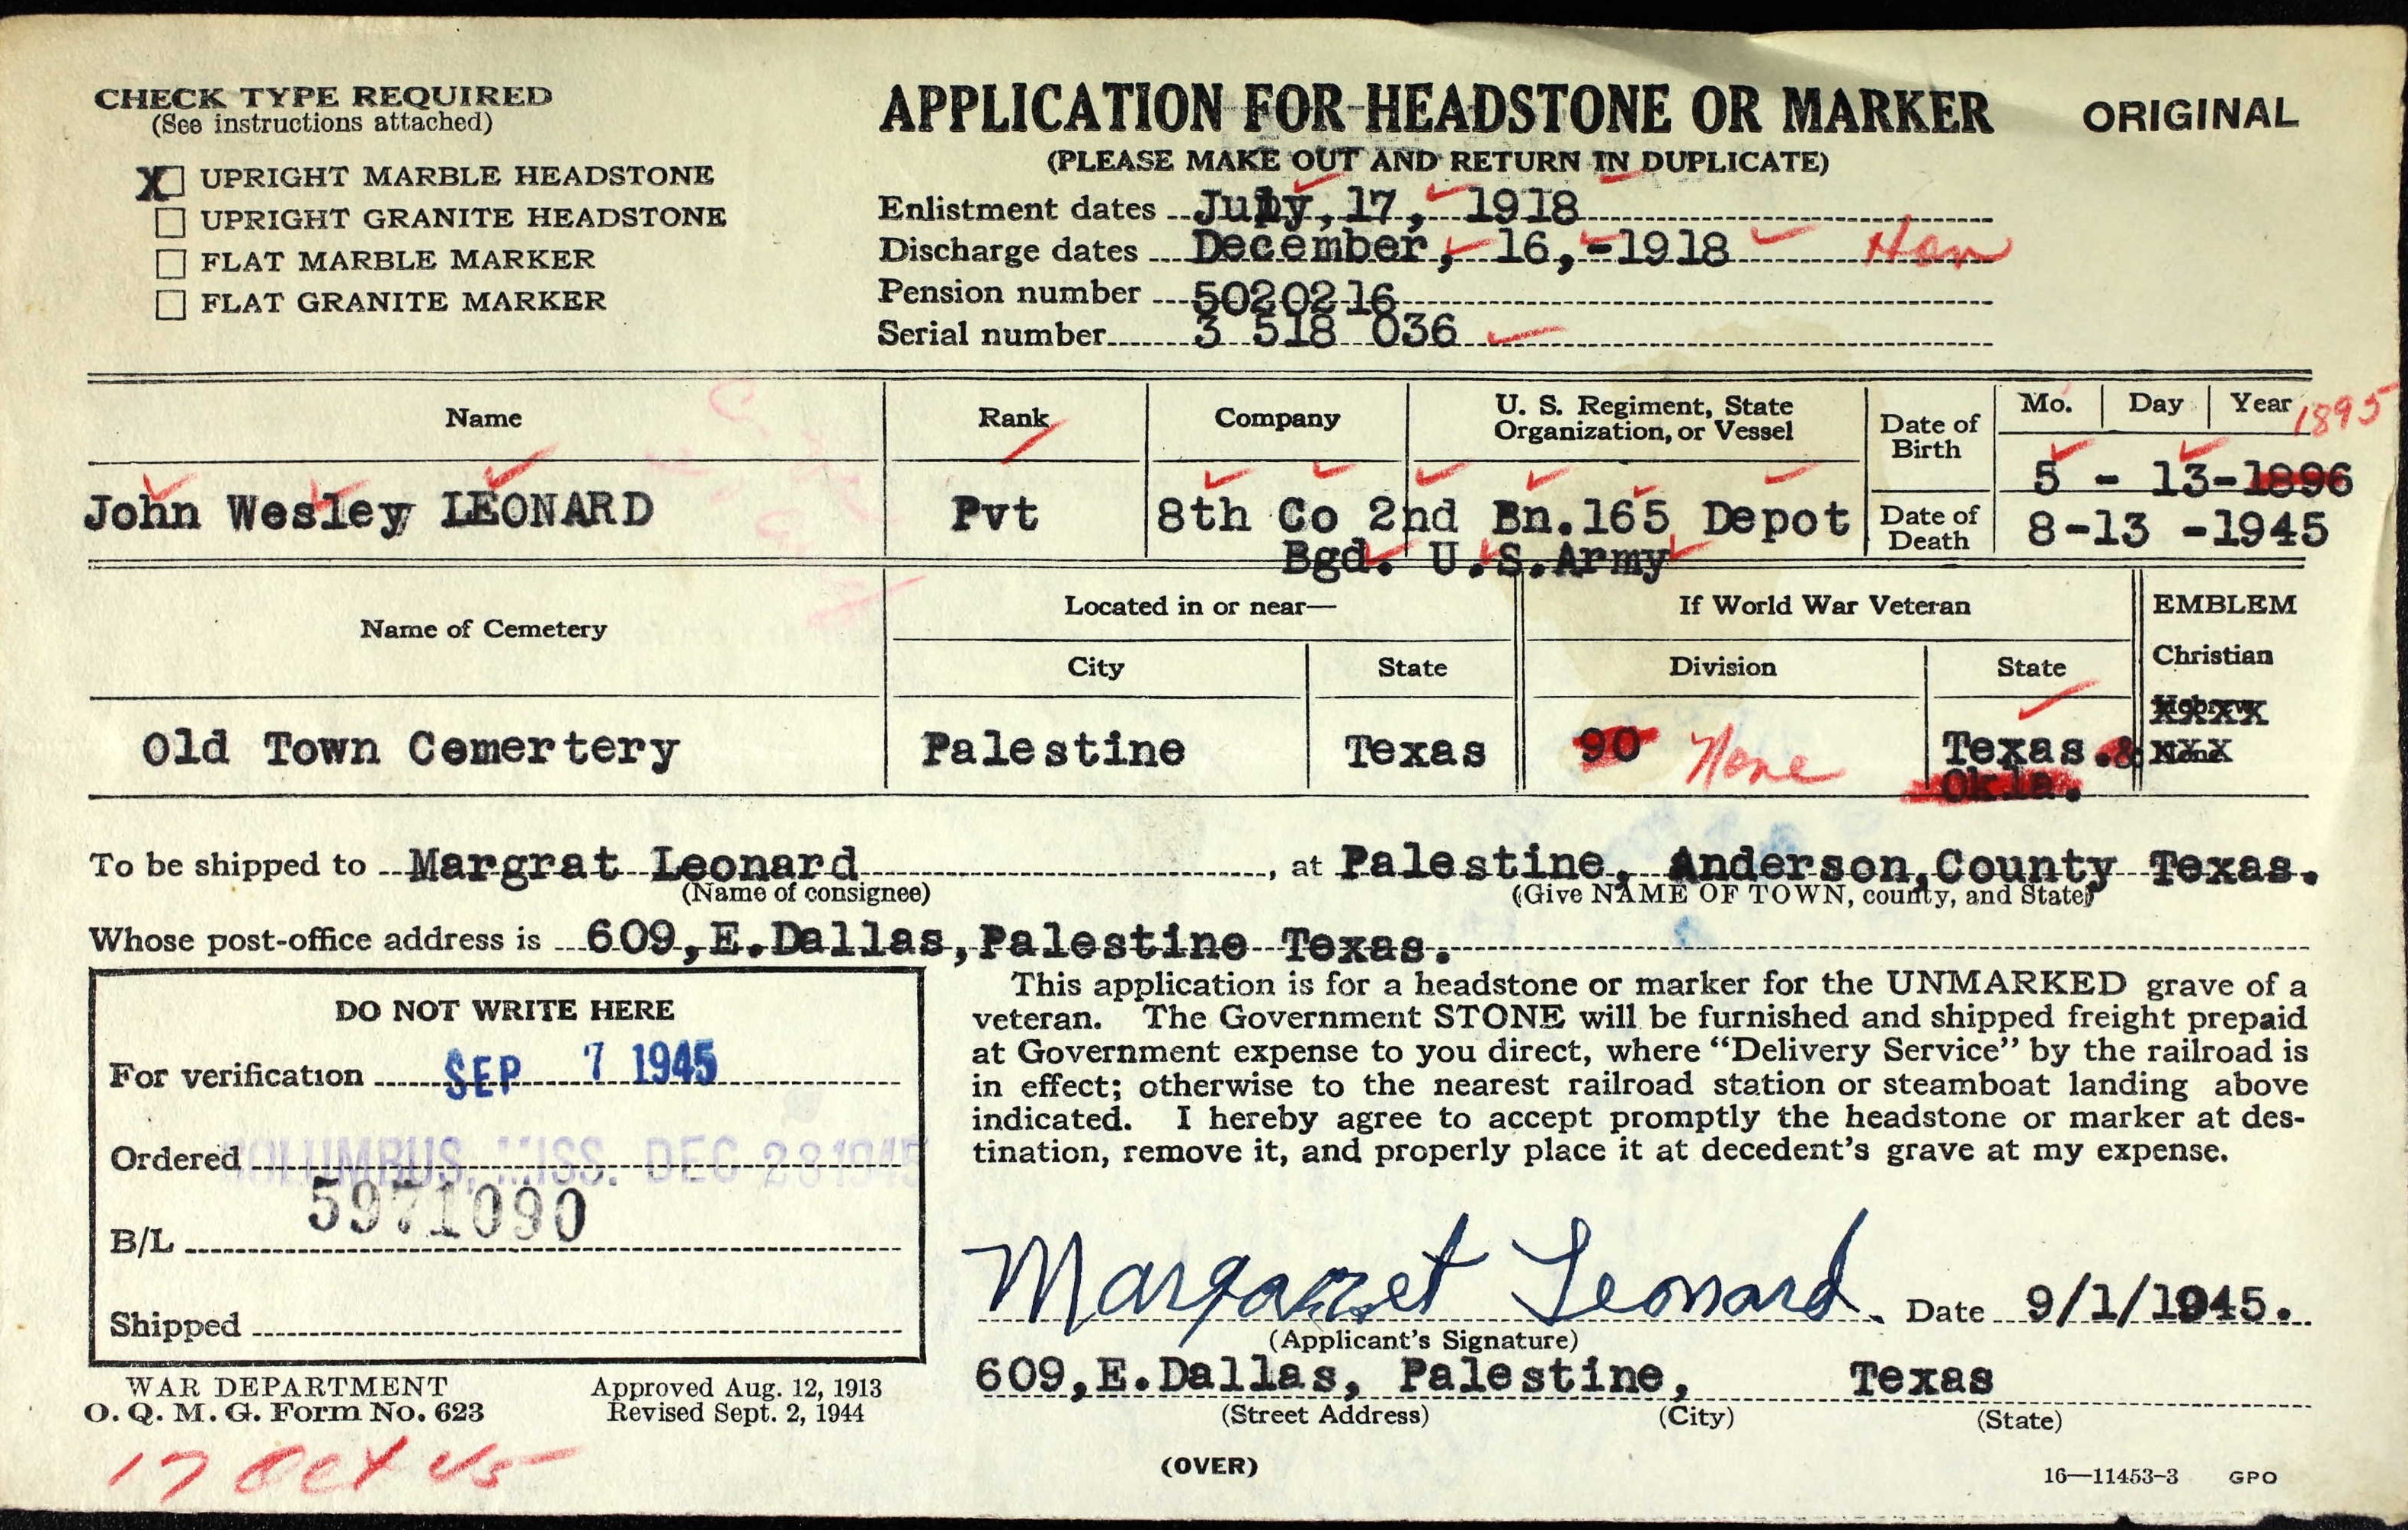 CHECK TYPE REQUIRED
(See instructions attached)
X UPRIGHT MARBLE HEADSTONE
UPRIGHT GRANITE HEADSTONE
FLAT MARBLE MARKER
FLAT GRANITE MARKER
APPLICATION FOR HEADSTONE OR MARKER
ORIGINAL
(PLEASE MAKE OUT AND RETURN IN DUPLICATE)
Enlistment dates July, 17, 1918
Discharge dates December, 16,-1918 Hon
Pension number 5020216
Serial number 3 518 036
Name
Rank
Company
U. S. Regiment, State
Organization, or Vessel
Date of
Birth
Mo. Day Year 1895
5 - 13-1896
John Wesley LEONARD
Pvt
8th Co 2nd Bn.165 Depot
Bgd. U.S.Army
Date of
Death
8-13 -1945
Name of Cemetery
Located in or near—
City
State
If World War Veteran
Division
State
EMBLEM
Christian
Hebrew
None
Old Town Cemertery
Palestine
Texas
90 None
Texas.&
Okla.
To be shipped to Margrat Leonard, at Palestine, Anderson,County Texas.
(Name of consignee) (Give NAME OF TOWN, county, and State)
Whose post-office address is 609,E.Dallas,Palestine Texas.
DO NOT WRITE HERE
For verification SEP 7 1945
Ordered COLUMBUS, MISS. DEC 28 1945
5971090
B/L
Shipped
This application is for a headstone or marker for the UNMARKED grave of a
veteran. The Government STONE will be furnished and shipped freight prepaid
at Government expense to you direct, where “Delivery Service” by the railroad is
in effect; otherwise to the nearest railroad station or steamboat landing above
indicated. I hereby agree to accept promptly the headstone or marker at des-
tination, remove it, and properly place it at decedent’s grave at my expense.
Margaret Leonard Date 9/1/1945.
(Applicant’s Signature)
609,E.Dallas, Palestine, Texas
(Street Address) (City) (State)
WAR DEPARTMENT
O. Q. M. G. Form No. 623
Approved Aug. 12, 1913
Revised Sept. 2, 1944
17 Oct 45
(OVER)
16—11453-3 GPO